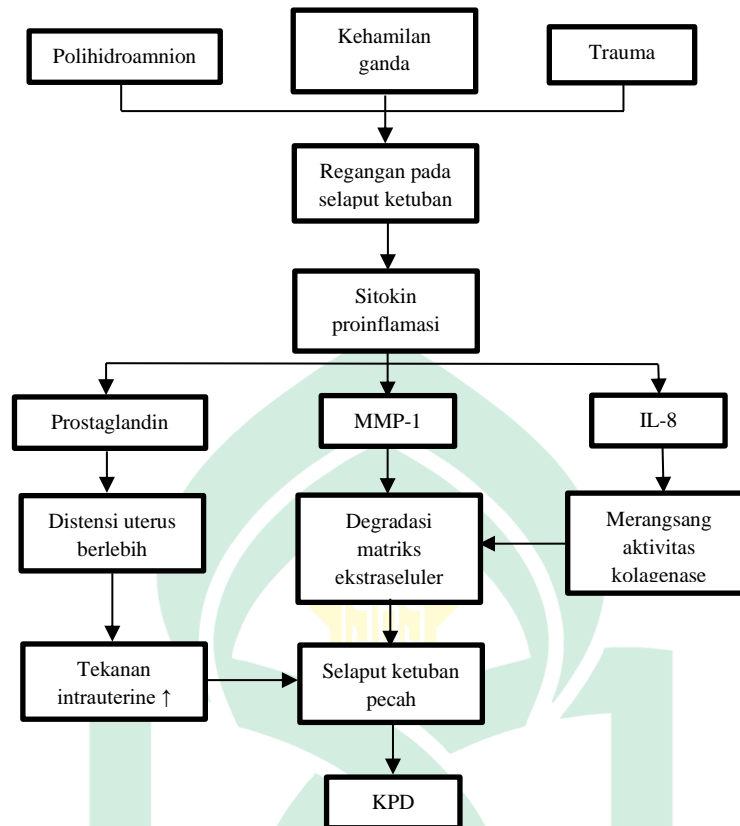 Polihidroamnion
Kehamilan
ganda
Trauma
Regangan pada
selaput ketuban
Sitokin
proinflamasi
Prostaglandin
MMP-1
IL-8
Distensi uterus
berlebih
Degradasi
matriks
ekstraseluler
Merangsang
aktivitas
kolagenase
Tekanan
intrauterine ↑
Selaput ketuban
pecah
KPD